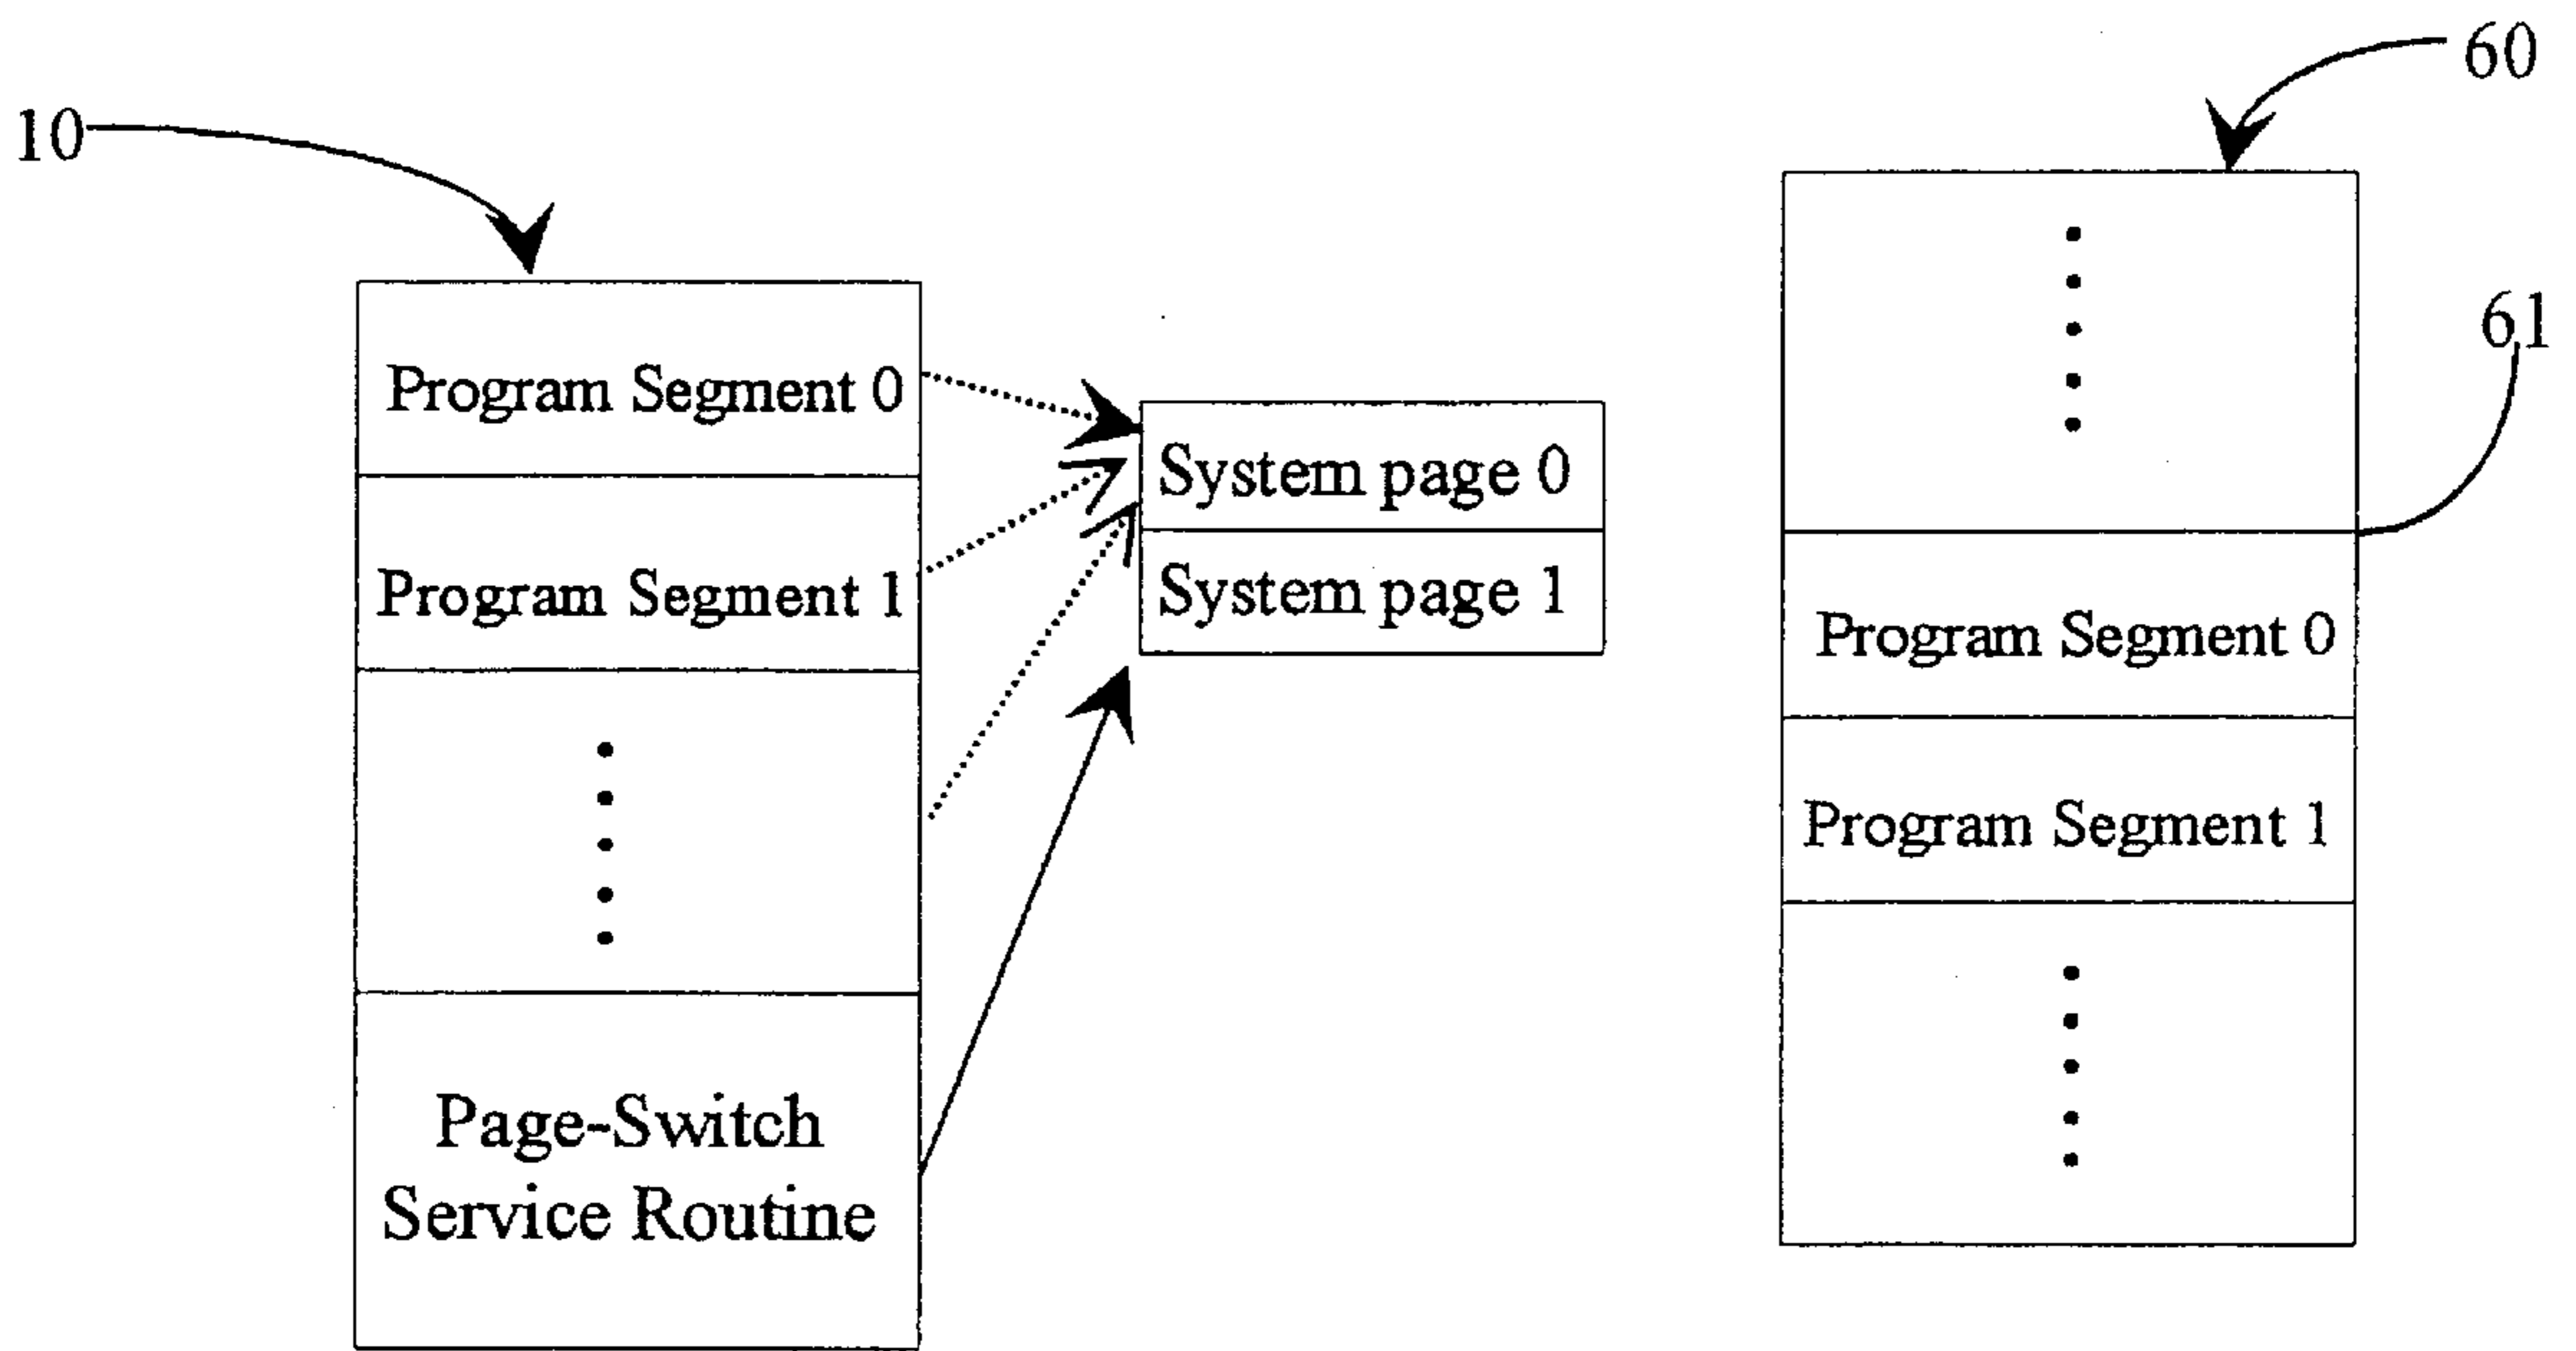 10
Program Segment 0
Program Segment 1
Page-Switch
Service Routine
System page 0
System page 1
60
61
Program Segment 0
Program Segment 1